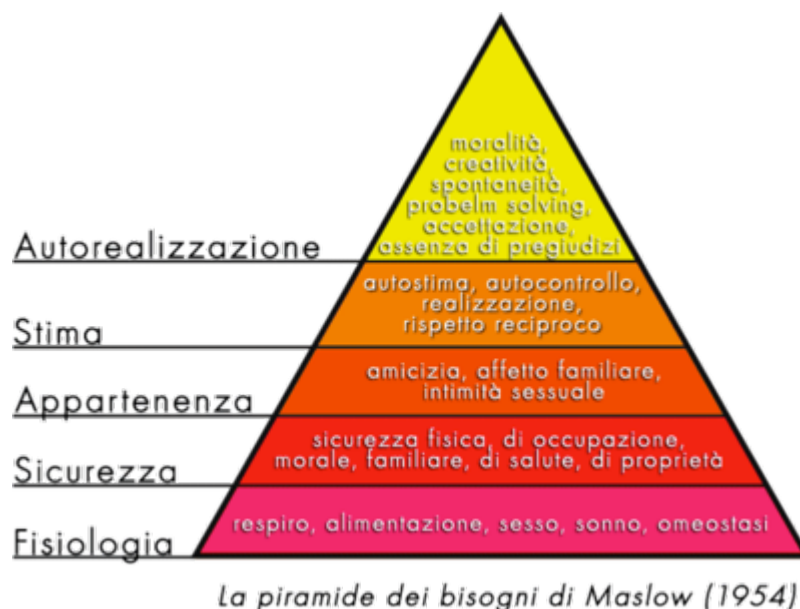 moralità,
creatività,
spontaneità,
probelm solving,
accettazione,
assenza di pregiudizi
Autorealizzazione
autostima, autocontrollo,
realizzazione,
rispetto reciproco
Stima
amicizia, affetto familiare,
intimità sessuale
Appartenenza
sicurezza fisica, di occupazione,
morale, familiare, di salute, di proprietà
Sicurezza
respiro, alimentazione, sesso, sonno, omeostasi
Fisiologia
La piramide dei bisogni di Maslow (1954)